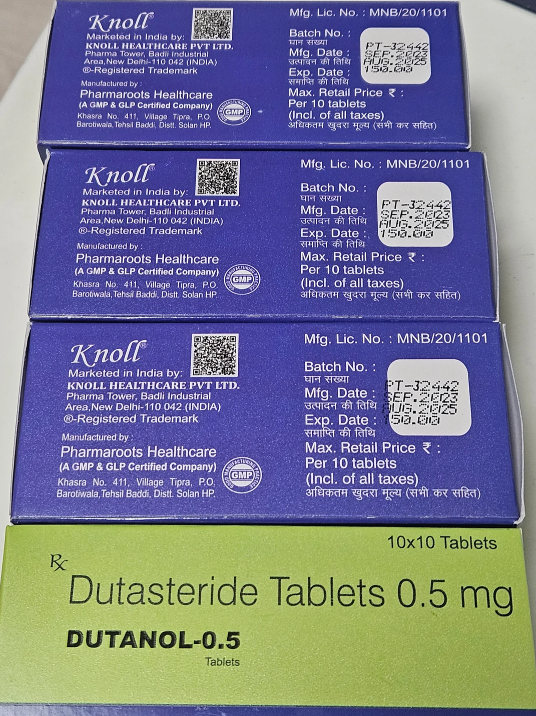 Knoll®
Marketed in India by:
KNOLL HEALTHCARE PVT LTD.
Pharma Tower, Badli Industrial
Area,New Delhi-110 042 (INDIA)
®-Registered Trademark
Manufactured by :
Pharmaroots Healthcare
(A GMP & GLP Certified Company)
Khasra No. 411, Village Tipra, P.O.
Barotiwala,Tehsil Baddi, Distt. Solan HP.
GMP
Mfg. Lic. No. : MNB/20/1101
Batch No. :
घान संख्या
Mfg. Date :
उत्पादन की तिथि
Exp. Date :
समाप्ति की तिथि
Max. Retail Price ₹ :
Per 10 tablets
(Incl. of all taxes)
अधिकतम खुदरा मूल्य (सभी कर सहित)
PT-32442
SEP.2023
AUG.2025
150.00
Knoll®
Marketed in India by:
KNOLL HEALTHCARE PVT LTD.
Pharma Tower, Badli Industrial
Area,New Delhi-110 042 (INDIA)
®-Registered Trademark
Manufactured by :
Pharmaroots Healthcare
(A GMP & GLP Certified Company)
Khasra No. 411, Village Tipra, P.O.
Barotiwala,Tehsil Baddi, Distt. Solan HP.
GMP
Mfg. Lic. No. : MNB/20/1101
Batch No. :
घान संख्या
Mfg. Date :
उत्पादन की तिथि
Exp. Date :
समाप्ति की तिथि
Max. Retail Price ₹ :
Per 10 tablets
(Incl. of all taxes)
अधिकतम खुदरा मूल्य (सभी कर सहित)
PT-32442
SEP.2023
AUG.2025
150.00
Knoll®
Marketed in India by:
KNOLL HEALTHCARE PVT LTD.
Pharma Tower, Badli Industrial
Area,New Delhi-110 042 (INDIA)
®-Registered Trademark
Manufactured by :
Pharmaroots Healthcare
(A GMP & GLP Certified Company)
Khasra No. 411, Village Tipra, P.O.
Barotiwala,Tehsil Baddi, Distt. Solan HP.
GMP
Mfg. Lic. No. : MNB/20/1101
Batch No. :
घान संख्या
Mfg. Date :
उत्पादन की तिथि
Exp. Date :
समाप्ति की तिथि
Max. Retail Price ₹ :
Per 10 tablets
(Incl. of all taxes)
अधिकतम खुदरा मूल्य (सभी कर सहित)
PT-32442
SEP.2023
AUG.2025
150.00
10x10 Tablets
Rx
Dutasteride Tablets 0.5 mg
DUTANOL-0.5
Tablets